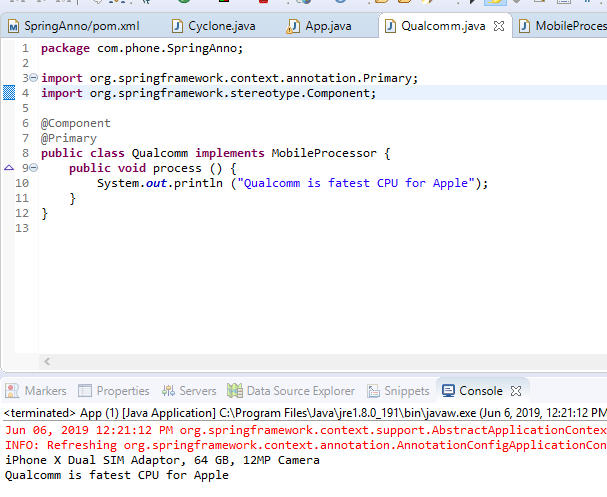 SpringAnno/pom.xml Cyclone.java App.java Qualcomm.java MobileProces
1 package com.phone.SpringAnno;
2
3 import org.springframework.context.annotation.Primary;
4 import org.springframework.stereotype.Component;
5
6 @Component
7 @Primary
8 public class Qualcomm implements MobileProcessor {
9 public void process () {
10 System.out.println ("Qualcomm is fatest CPU for Apple");
11 }
12 }
13
Markers Properties Servers Data Source Explorer Snippets Console
<terminated> App (1) [Java Application] C:\Program Files\Java\jre1.8.0_191\bin\javaw.exe (Jun 6, 2019, 12:21:12 PM
Jun 06, 2019 12:21:12 PM org.springframework.context.support.AbstractApplicationContex
INFO: Refreshing org.springframework.context.annotation.AnnotationConfigApplicationCon
iPhone X Dual SIM Adaptor, 64 GB, 12MP Camera
Qualcomm is fatest CPU for Apple